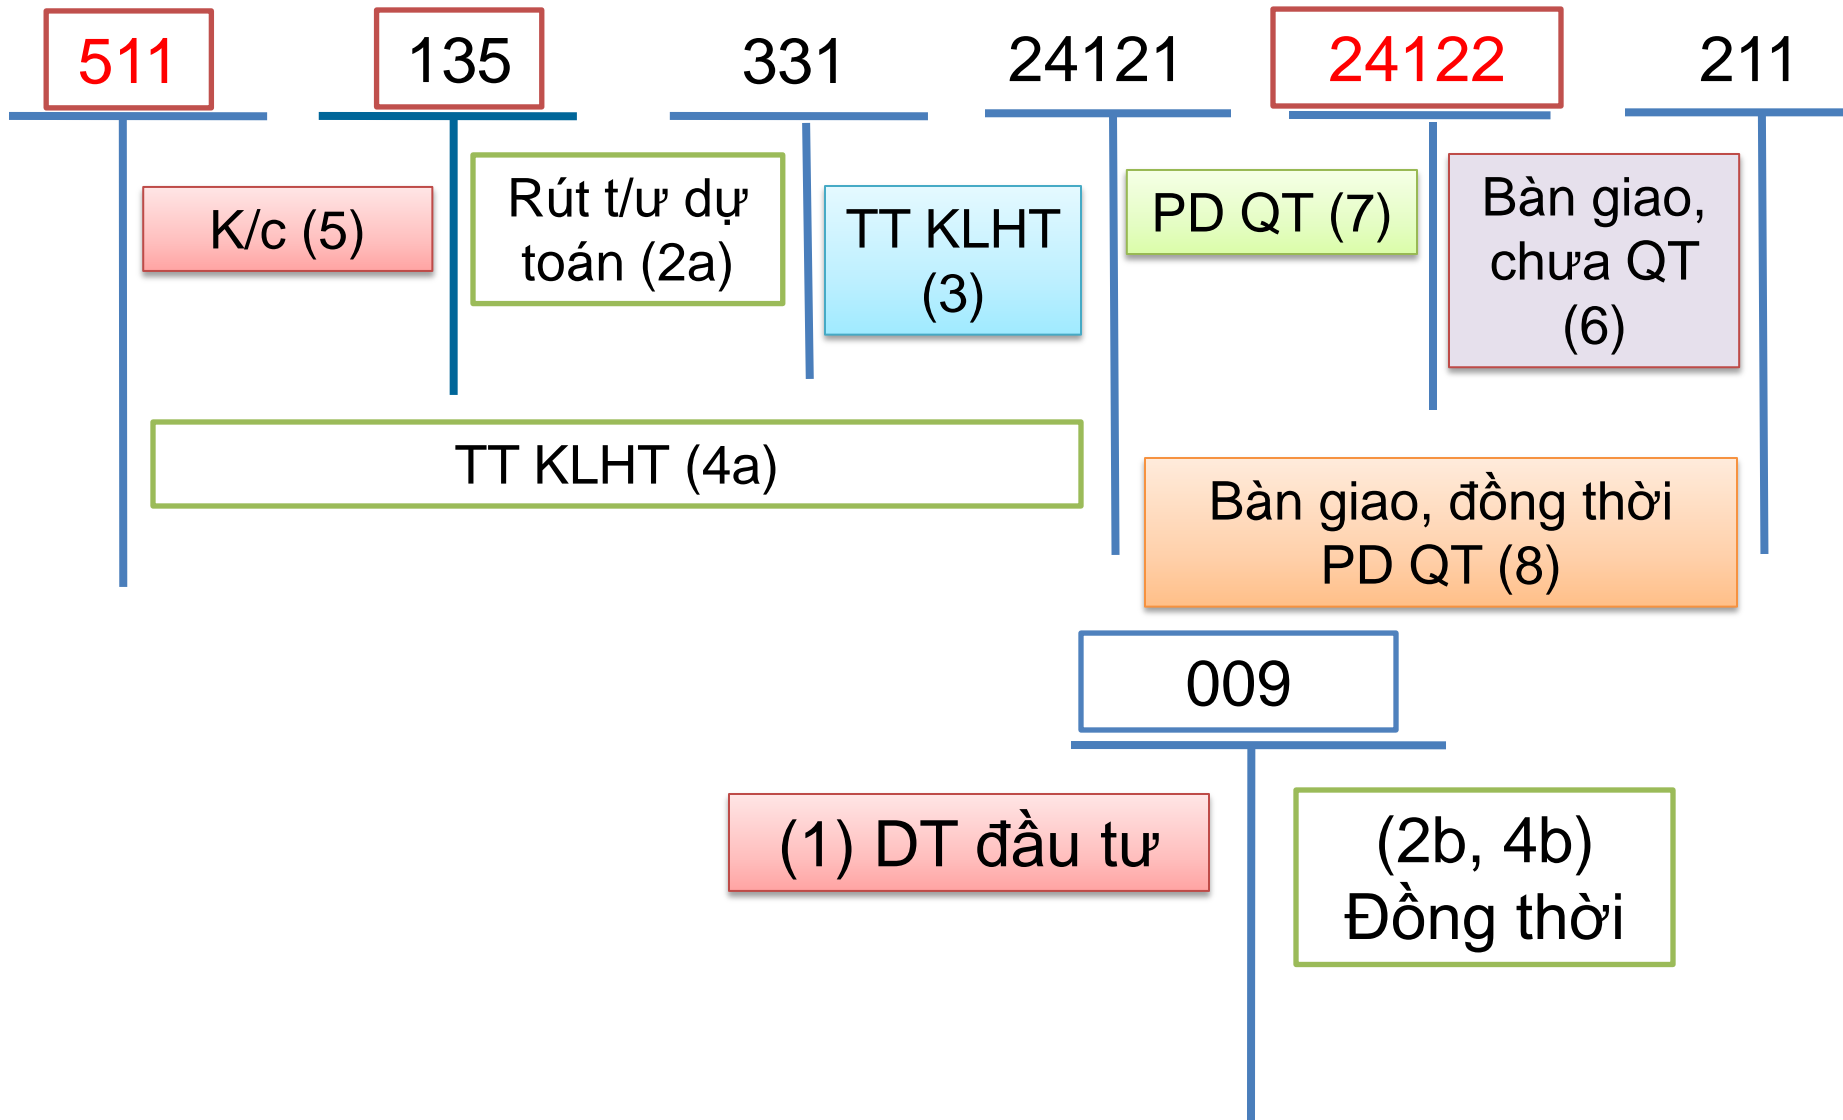 511
135
331
24121
24122
211
K/c (5)
Rút t/ư dự
toán (2a)
TT KLHT
(3)
PD QT (7)
Bàn giao,
chưa QT
(6)
TT KLHT (4a)
Bàn giao, đồng thời
PD QT (8)
009
(1) DT đầu tư
(2b, 4b)
Đồng thời